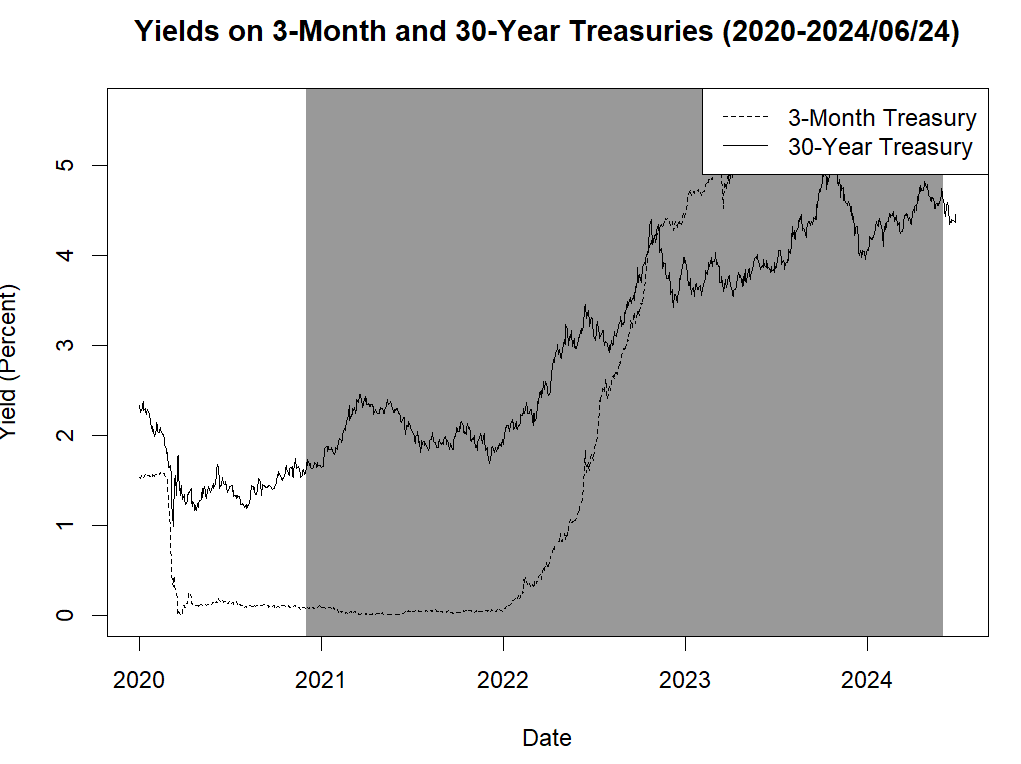 Yields on 3-Month and 30-Year Treasuries (2020-2024/06/24)
3-Month Treasury
30-Year Treasury
Yield (Percent)
5
4
3
2
1
0
2020 2021 2022 2023 2024
Date